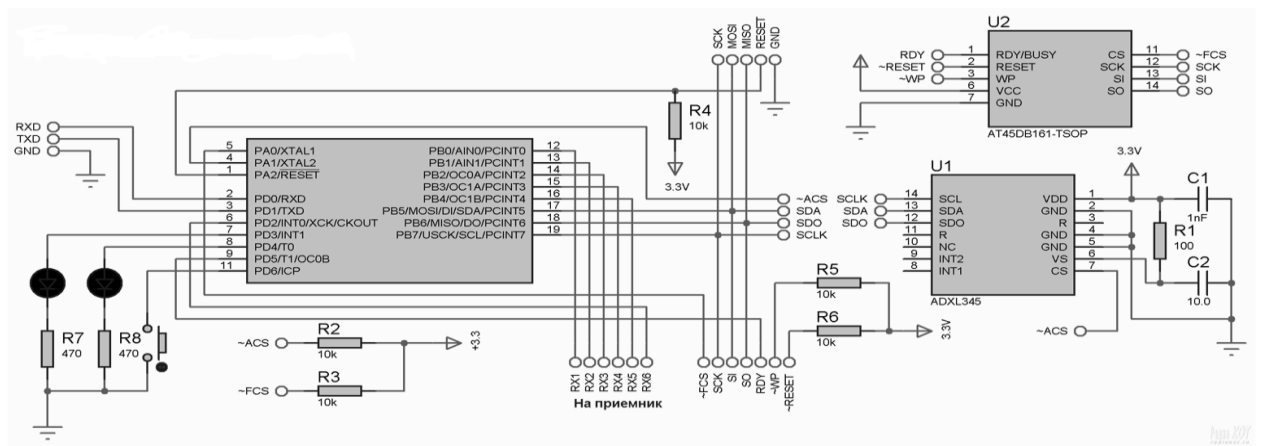 SCK
MOSI
MISO
RESET
GND
U2
RDY
~RESET
~WP
1
2
3
6
7
RDY/BUSY
RESET
WP
VCC
GND
CS
SCK
SI
SO
11
12
13
14
~FCS
SCK
SI
SO
AT45DB161-TSOP
R4
10k
3.3V
RXD
TXD
GND
5
4
1
2
3
6
7
8
9
11
PA0/XTAL1
PA1/XTAL2
PA2/RESET
PD0/RXD
PD1/TXD
PD2/INT0/XCK/CKOUT
PD3/INT1
PD4/T0
PD5/T1/OC0B
PD6/ICP
PB0/AIN0/PCINT0
PB1/AIN1/PCINT1
PB2/OC0A/PCINT2
PB3/OC1A/PCINT3
PB4/OC1B/PCINT4
PB5/MOSI/DI/SDA/PCINT5
PB6/MISO/DO/PCINT6
PB7/USCK/SCL/PCINT7
12
13
14
15
16
17
18
19
~ACS
SDA
SDO
SCLK
SCLK
SDA
SDO
U1
14
13
12
11
10
9
8
SCL
SDA
SDO
R
NC
INT2
INT1
VDD
GND
R
GND
GND
VS
CS
1
2
3
4
5
6
7
ADXL345
3.3V
C1
1nF
R1
100
C2
10.0
~ACS
R5
10k
R6
10k
3.3V
R7
470
R8
470
~ACS
R2
10k
+3.3
~FCS
R3
10k
RX1
RX2
RX3
RX4
RX5
RX6
На приемник
~FCS
SCK
SI
SO
RDY
~WP
~RESET